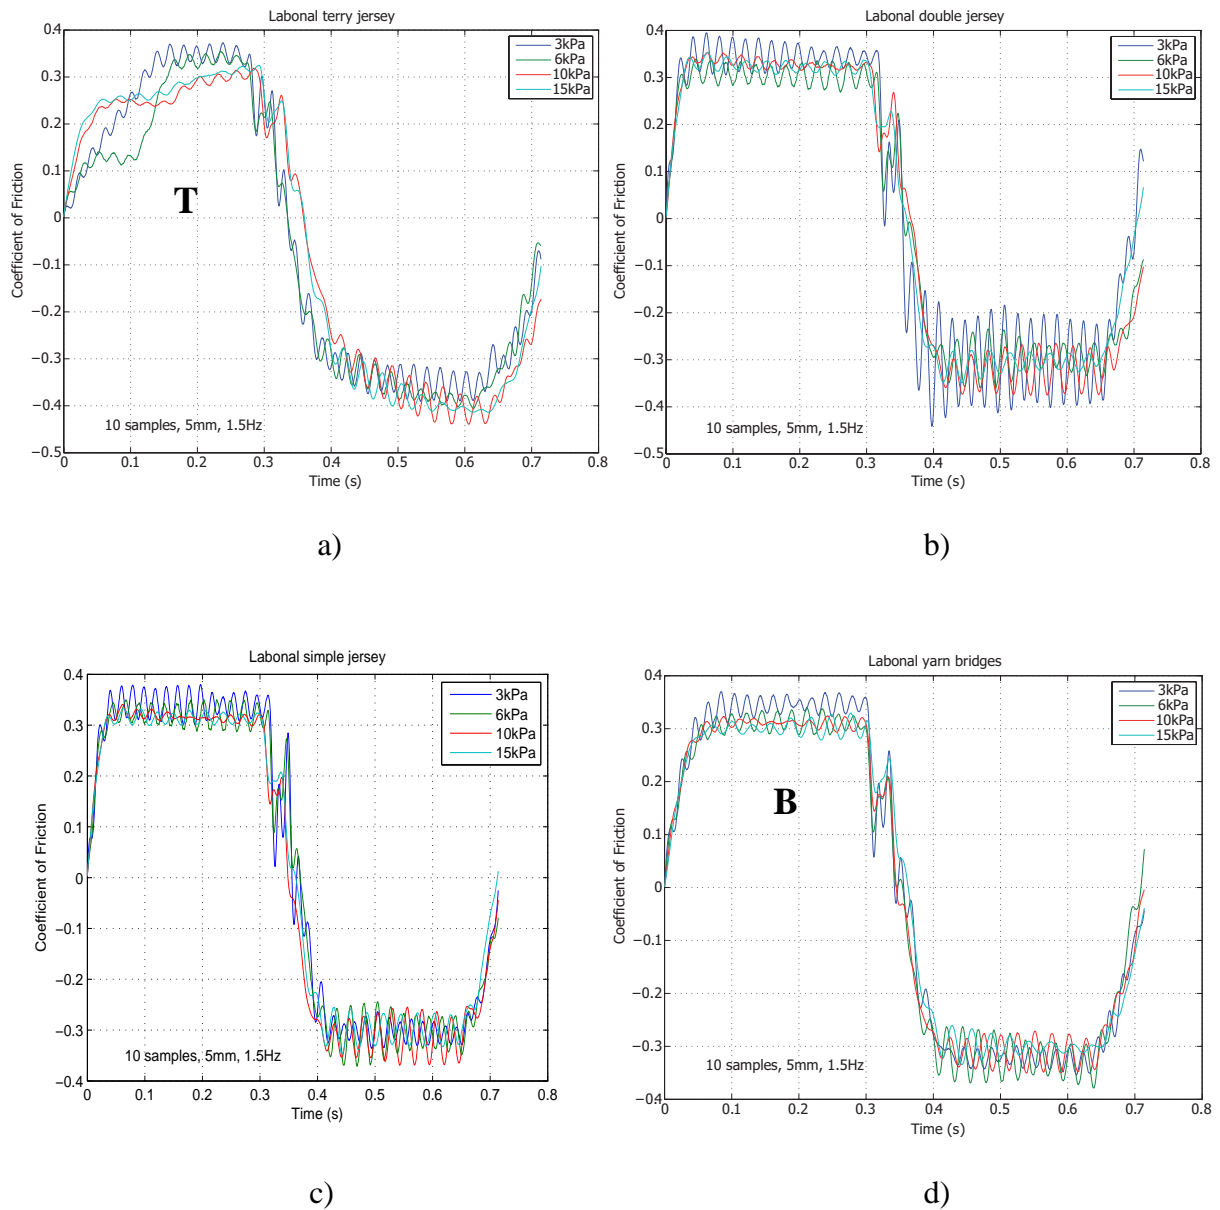 Labonal terry jersey
0.4
0.3
0.2
0.1
0
−0.1
−0.2
−0.3
−0.4
−0.5
Coefficient of Friction
3kPa
6kPa
10kPa
15kPa
T
10 samples, 5mm, 1.5Hz
0 0.1 0.2 0.3 0.4 0.5 0.6 0.7 0.8
Time (s)
a)
Labonal double jersey
0.4
0.3
0.2
0.1
0
−0.1
−0.2
−0.3
−0.4
−0.5
Coefficient of Friction
3kPa
6kPa
10kPa
15kPa
10 samples, 5mm, 1.5Hz
0 0.1 0.2 0.3 0.4 0.5 0.6 0.7 0.8
Time (s)
b)
Labonal simple jersey
0.4
0.3
0.2
0.1
0
−0.1
−0.2
−0.3
−0.4
Coefficient of Friction
3kPa
6kPa
10kPa
15kPa
10 samples, 5mm, 1.5Hz
0 0.1 0.2 0.3 0.4 0.5 0.6 0.7 0.8
Time (s)
c)
Labonal yarn bridges
0.4
0.3
0.2
0.1
0
−0.1
−0.2
−0.3
−0.4
Coefficient of Friction
3kPa
6kPa
10kPa
15kPa
B
10 samples, 5mm, 1.5Hz
0 0.1 0.2 0.3 0.4 0.5 0.6 0.7 0.8
Time (s)
d)